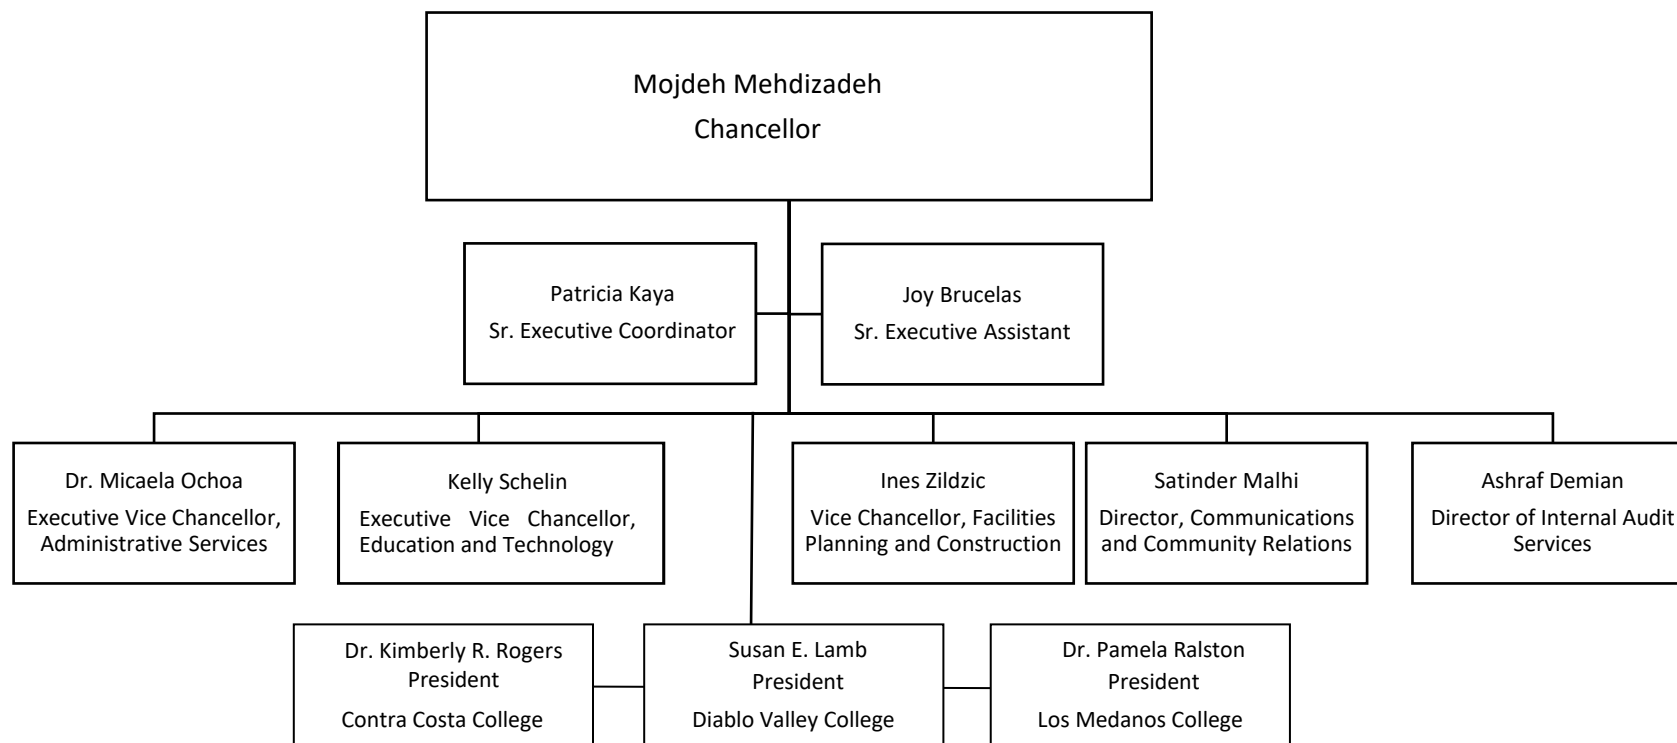 Mojdeh Mehdizadeh
Chancellor
Patricia Kaya
Sr. Executive Coordinator
Joy Brucelas
Sr. Executive Assistant
Dr. Micaela Ochoa
Executive Vice Chancellor,
Administrative Services
Kelly Schelin
Executive Vice Chancellor,
Education and Technology
Ines Zildzic
Vice Chancellor, Facilities
Planning and Construction
Satinder Malhi
Director, Communications
and Community Relations
Ashraf Demian
Director of Internal Audit
Services
Dr. Kimberly R. Rogers
President
Contra Costa College
Susan E. Lamb
President
Diablo Valley College
Dr. Pamela Ralston
President
Los Medanos College